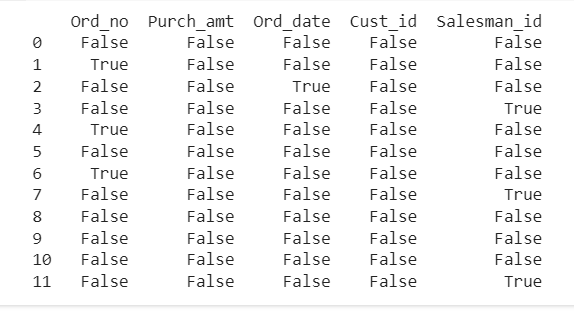 Ord_no Purch_amt Ord_date Cust_id Salesman_id
0 False False False False False
1 True False False False False
2 False False True False False
3 False False False False True
4 True False False False False
5 False False False False False
6 True False False False False
7 False False False False True
8 False False False False False
9 False False False False False
10 False False False False False
11 False False False False True